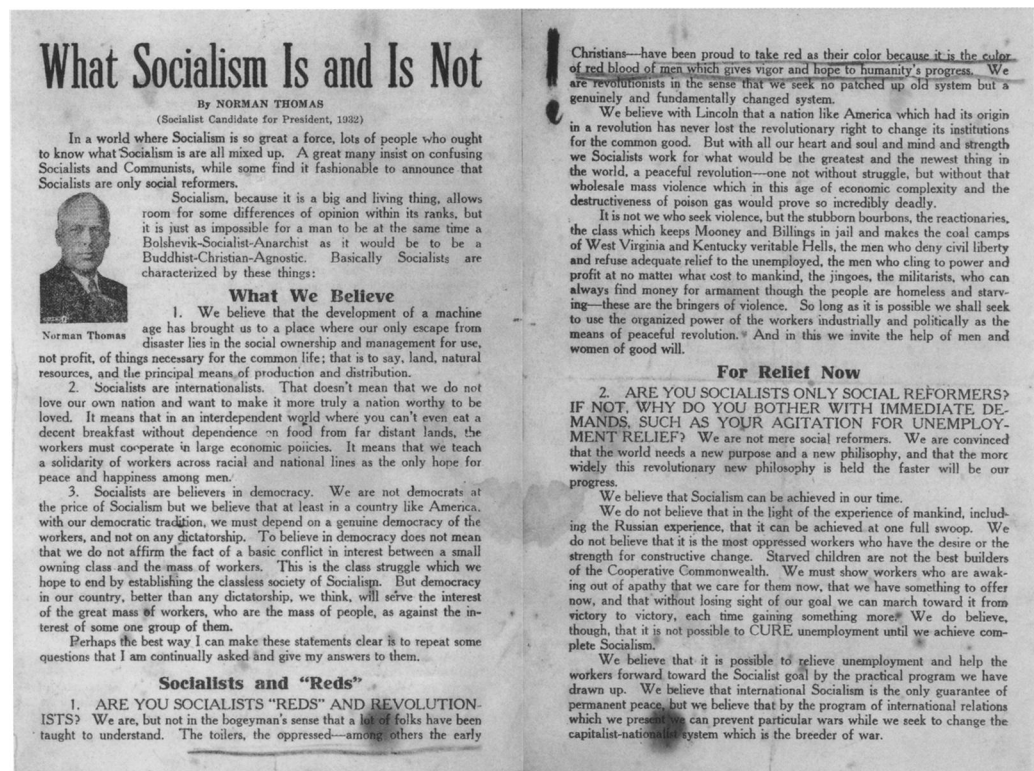 What Socialism Is and Is Not
By NORMAN THOMAS
(Socialist Candidate for President, 1932)
In a world where Socialism is so great a force, lots of people who ought
to know what Socialism is are all mixed up. A great many insist on confusing
Socialists and Communists, while some find it fashionable to announce that
Socialists are only social reformers.
Socialism, because it is a big and living thing, allows
room for some differences of opinion within its ranks, but
it is just as impossible for a man to be at the same time a
Bolshevik-Socialist-Anarchist as it would be to be a
Buddhist-Christian-Agnostic. Basically Socialists are
characterized by these things:
Norman Thomas
What We Believe
1. We believe that the development of a machine
age has brought us to a place where our only escape from
disaster lies in the social ownership and management for use,
not profit, of things necessary for the common life; that is to say, land, natural
resources, and the principal means of production and distribution.
2. Socialists are internationalists. That doesn't mean that we do not
love our own nation and want to make it more truly a nation worthy to be
loved. It means that in an interdependent world where you can't even eat a
decent breakfast without dependence on food from far distant lands, the
workers must cooperate in large economic policies. It means that we teach
a solidarity of workers across racial and national lines as the only hope for
peace and happiness among men.
3. Socialists are believers in democracy. We are not democrats at
the price of Socialism but we believe that at least in a country like America,
with our democratic tradition, we must depend on a genuine democracy of the
workers, and not on any dictatorship. To believe in democracy does not mean
that we do not affirm the fact of a basic conflict in interest between a small
owning class and the mass of workers. This is the class struggle which we
hope to end by establishing the classless society of Socialism. But democracy
in our country, better than any dictatorship, we think, will serve the interest
of the great mass of workers, who are the mass of people, as against the in-
terest of some one group of them.
Perhaps the best way I can make these statements clear is to repeat some
questions that I am continually asked and give my answers to them.
Socialists and "Reds"
1. ARE YOU SOCIALISTS "REDS" AND REVOLUTION-
ISTS? We are, but not in the bogeyman's sense that a lot of folks have been
taught to understand. The toilers, the oppressed—among others the early
Christians—have been proud to take red as their color because it is the color
of red blood of men which gives vigor and hope to humanity's progress. We
are revolutionists in the sense that we seek no patched up old system but a
genuinely and fundamentally changed system.
We believe with Lincoln that a nation like America which had its origin
in a revolution has never lost the revolutionary right to change its institutions
for the common good. But with all our heart and soul and mind and strength
we Socialists work for what would be the greatest and the newest thing in
the world, a peaceful revolution—one not without struggle, but without that
wholesale mass violence which in this age of economic complexity and the
destructiveness of poison gas would prove so incredibly deadly.
It is not we who seek violence, but the stubborn bourbons, the reactionaries,
the class which keeps Mooney and Billings in jail and makes the coal camps
of West Virginia and Kentucky veritable Hells, the men who deny civil liberty
and refuse adequate relief to the unemployed, the men who cling to power and
profit at no matter what cost to mankind, the jingoes, the militarists, who can
always find money for armament though the people are homeless and starv-
ing—these are the bringers of violence. So long as it is possible we shall seek
to use the organized power of the workers industrially and politically as the
means of peaceful revolution. And in this we invite the help of men and
women of good will.
For Relief Now
2. ARE YOU SOCIALISTS ONLY SOCIAL REFORMERS?
IF NOT, WHY DO YOU BOTHER WITH IMMEDIATE DE-
MANDS, SUCH AS YOUR AGITATION FOR UNEMPLOY-
MENT RELIEF? We are not mere social reformers. We are convinced
that the world needs a new purpose and a new philisophy, and that the more
widely this revolutionary new philosophy is held the faster will be our
progress.
We believe that Socialism can be achieved in our time.
We do not believe that in the light of the experience of mankind, includ-
ing the Russian experience, that it can be achieved at one full swoop. We
do not believe that it is the most oppressed workers who have the desire or the
strength for constructive change. Starved children are not the best builders
of the Cooperative Commonwealth. We must show workers who are awak-
ing out of apathy that we care for them now, that we have something to offer
now, and that without losing sight of our goal we can march toward it from
victory to victory, each time gaining something more. We do believe,
though, that it is not possible to CURE unemployment until we achieve com-
plete Socialism.
We believe that it is possible to relieve unemployment and help the
workers forward toward the Socialist goal by the practical program we have
drawn up. We believe that international Socialism is the only guarantee of
permanent peace, but we believe that by the program of international relations
which we present we can prevent particular wars while we seek to change the
capitalist-nationalist system which is the breeder of war.